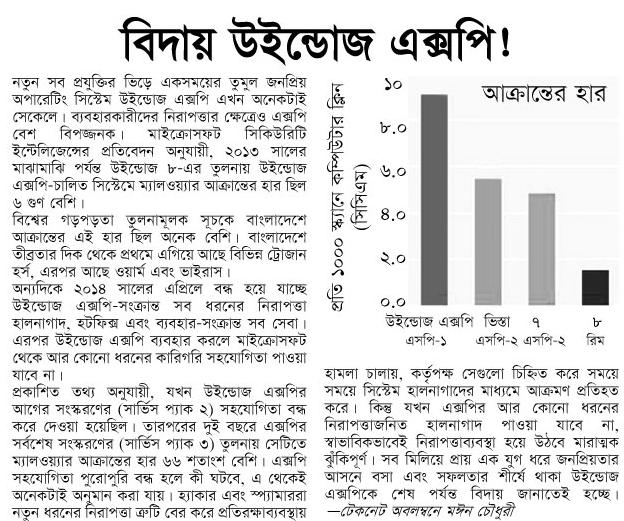 বিদায় উইন্ডোজ এক্সপি!
নতুন সব প্রযুক্তির ভিড়ে একসময়ের তুমুল জনপ্রিয়
অপারেটিং সিস্টেম উইন্ডোজ এক্সপি এখন অনেকটাই
সেকেলে। ব্যবহারকারীদের নিরাপত্তার ক্ষেত্রেও এক্সপি
বেশ বিপজ্জনক। মাইক্রোসফট সিকিউরিটি
ইন্টেলিজেন্সের প্রতিবেদন অনুযায়ী, ২০১৩ সালের
মাঝামাঝি পর্যন্ত উইন্ডোজ ৮-এর তুলনায় উইন্ডোজ
এক্সপি-চালিত সিস্টেমে ম্যালওয়্যার আক্রান্তের হার ছিল
৬ গুণ বেশি।
বিশ্বের গড়পড়তা তুলনামূলক সূচকে বাংলাদেশে
আক্রান্তের এই হার ছিল অনেক বেশি। বাংলাদেশে
তীব্রতার দিক থেকে প্রথমে এগিয়ে আছে বিভিন্ন ট্রোজান
হর্স, এরপর আছে ওয়ার্ম এবং ভাইরাস।
অন্যদিকে ২০১৪ সালের এপ্রিলে বন্ধ হয়ে যাচ্ছে
উইন্ডোজ এক্সপি-সংক্রান্ত সব ধরনের নিরাপত্তা
হালনাগাদ, হটফিক্স এবং ব্যবহার-সংক্রান্ত সব সেবা।
এরপর উইন্ডোজ এক্সপি ব্যবহার করলে মাইক্রোসফট
থেকে আর কোনো ধরনের কারিগরি সহযোগিতা পাওয়া
যাবে না।
প্রকাশিত তথ্য অনুযায়ী, যখন উইন্ডোজ এক্সপির
আগের সংস্করণের (সার্ভিস প্যাক ২) সহযোগিতা বন্ধ
করে দেওয়া হয়েছিল। তারপরের দুই বছরে এক্সপির
সর্বশেষ সংস্করণের (সার্ভিস প্যাক ৩) তুলনায় সেটিতে
ম্যালওয়্যার আক্রান্তের হার ৬৬ শতাংশ বেশি। এক্সপি
সহযোগিতা পুরোপুরি বন্ধ হলে কী ঘটবে, এ থেকেই
অনেকটাই অনুমান করা যায়। হ্যাকার এবং স্প্যামাররা
নতুন ধরনের নিরাপত্তা ত্রুটি বের করে প্রতিরক্ষাব্যবস্থায়
প্রতি ১০০০ স্ক্যানে কম্পিউটার ক্লিন
(সিসিএম)
আক্রান্তের হার
১০
৮.০
৬.০
৪.০
২.০
০.০
উইন্ডোজ এক্সপি ভিস্তা ৭ ৮
এসপি-১ এসপি-২ এসপি-২ রিম
হামলা চালায়, কর্তৃপক্ষ সেগুলো চিহ্নিত করে সময়ে
সময়ে সিস্টেম হালনাগাদের মাধ্যমে আক্রমণ প্রতিহত
করে। কিন্তু যখন এক্সপির আর কোনো ধরনের
নিরাপত্তাজনিত হালনাগাদ পাওয়া যাবে না,
স্বাভাবিকভাবেই নিরাপত্তাব্যবস্থা হয়ে উঠবে মারাত্মক
ঝুঁকিপূর্ণ। সব মিলিয়ে প্রায় এক যুগ ধরে জনপ্রিয়তার
আসনে বসা এবং সফলতার শীর্ষে থাকা উইন্ডোজ
এক্সপিকে শেষ পর্যন্ত বিদায় জানাতেই হচ্ছে।
—টেকনেট অবলম্বনে মঈন চৌধুরী